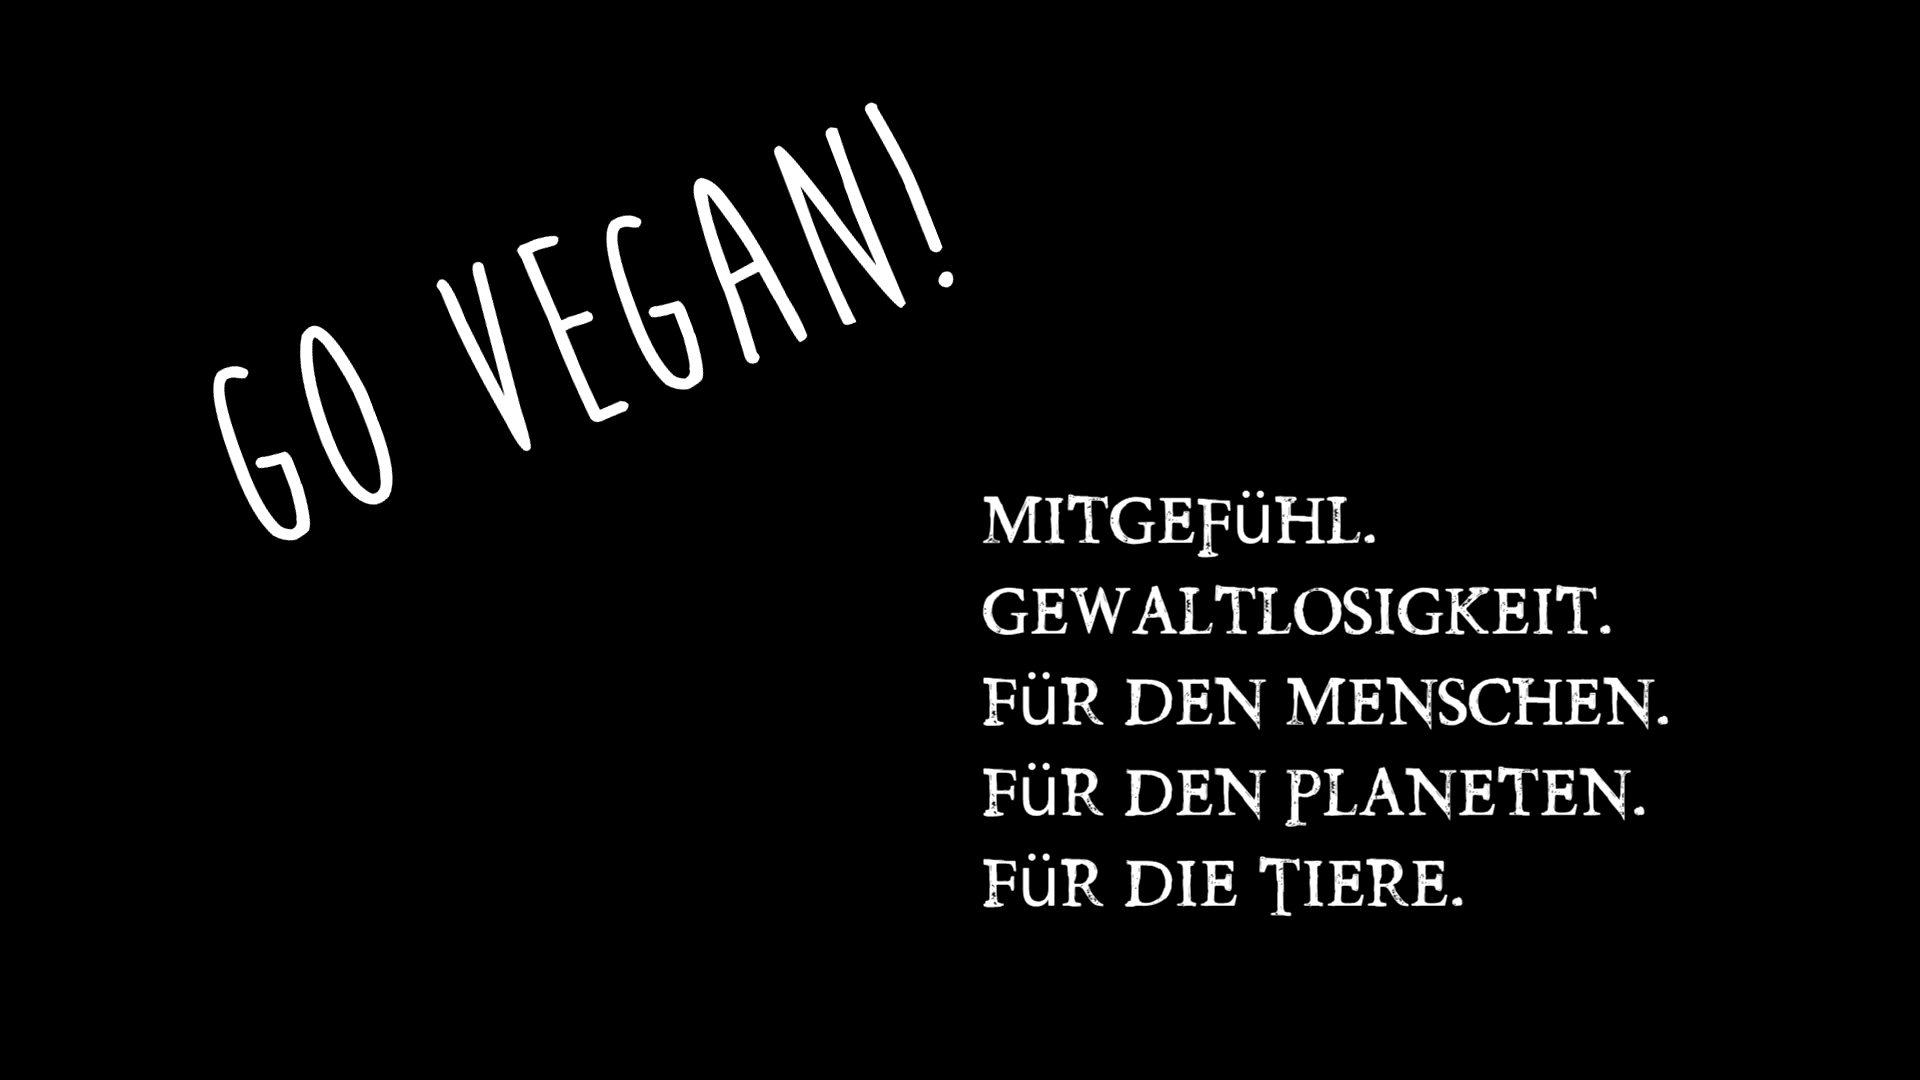 GO VEGAN!
MITGEFÜHL.
GEWALTLOSIGKEIT.
FÜR DEN MENSCHEN.
FÜR DEN PLANETEN.
FÜR DIE TIERE.